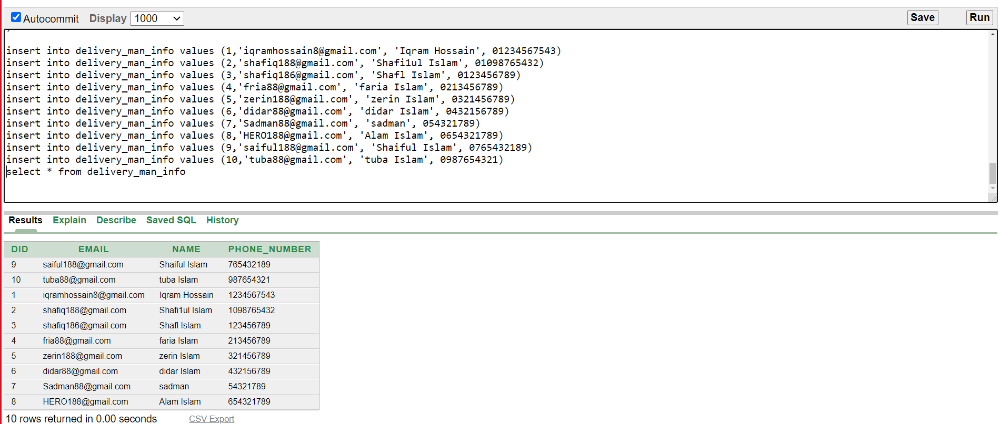 Autocommit Display 1000 Save Run
insert into delivery_man_info values (1,'iqramhossain8@gmail.com', 'Iqram Hossain', 01234567543)
insert into delivery_man_info values (2,'shafiq188@gmail.com', 'Shafi1ul Islam', 01098765432)
insert into delivery_man_info values (3,'shafiq186@gmail.com', 'Shafl Islam', 0123456789)
insert into delivery_man_info values (4,'fria88@gmail.com', 'faria Islam', 0213456789)
insert into delivery_man_info values (5,'zerin188@gmail.com', 'zerin Islam', 0321456789)
insert into delivery_man_info values (6,'didar88@gmail.com', 'didar Islam', 0432156789)
insert into delivery_man_info values (7,'Sadman88@gmail.com', 'sadman', 054321789)
insert into delivery_man_info values (8,'HERO188@gmail.com', 'Alam Islam', 0654321789)
insert into delivery_man_info values (9,'saiful188@gmail.com', 'Shaiful Islam', 0765432189)
insert into delivery_man_info values (10,'tuba88@gmail.com', 'tuba Islam', 0987654321)
select * from delivery_man_info
Results Explain Describe Saved SQL History
DID EMAIL NAME PHONE_NUMBER
9 saiful188@gmail.com Shaiful Islam 765432189
10 tuba88@gmail.com tuba Islam 987654321
1 iqramhossain8@gmail.com Iqram Hossain 1234567543
2 shafiq188@gmail.com Shafi1ul Islam 1098765432
3 shafiq186@gmail.com Shafl Islam 123456789
4 fria88@gmail.com faria Islam 213456789
5 zerin188@gmail.com zerin Islam 321456789
6 didar88@gmail.com didar Islam 432156789
7 Sadman88@gmail.com sadman 54321789
8 HERO188@gmail.com Alam Islam 654321789
10 rows returned in 0.00 seconds CSV Export